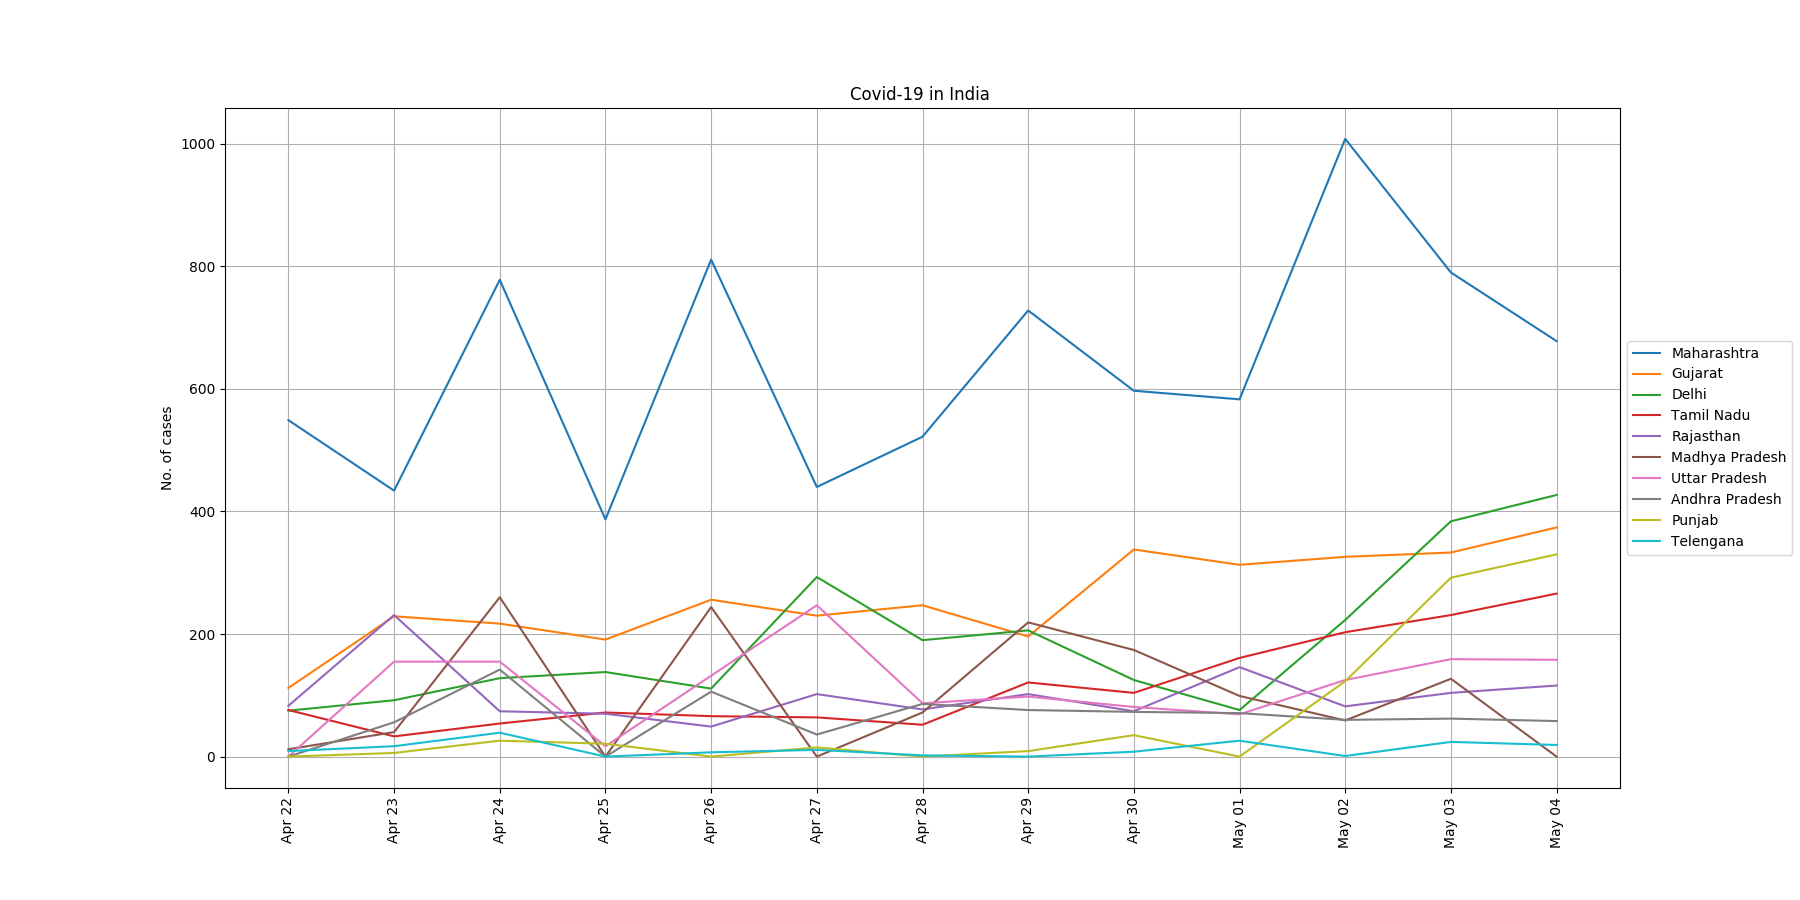 Covid-19 in India
No. of cases
1000
800
600
400
200
0
Apr 22
Apr 23
Apr 24
Apr 25
Apr 26
Apr 27
Apr 28
Apr 29
Apr 30
May 01
May 02
May 03
May 04
Maharashtra
Gujarat
Delhi
Tamil Nadu
Rajasthan
Madhya Pradesh
Uttar Pradesh
Andhra Pradesh
Punjab
Telengana